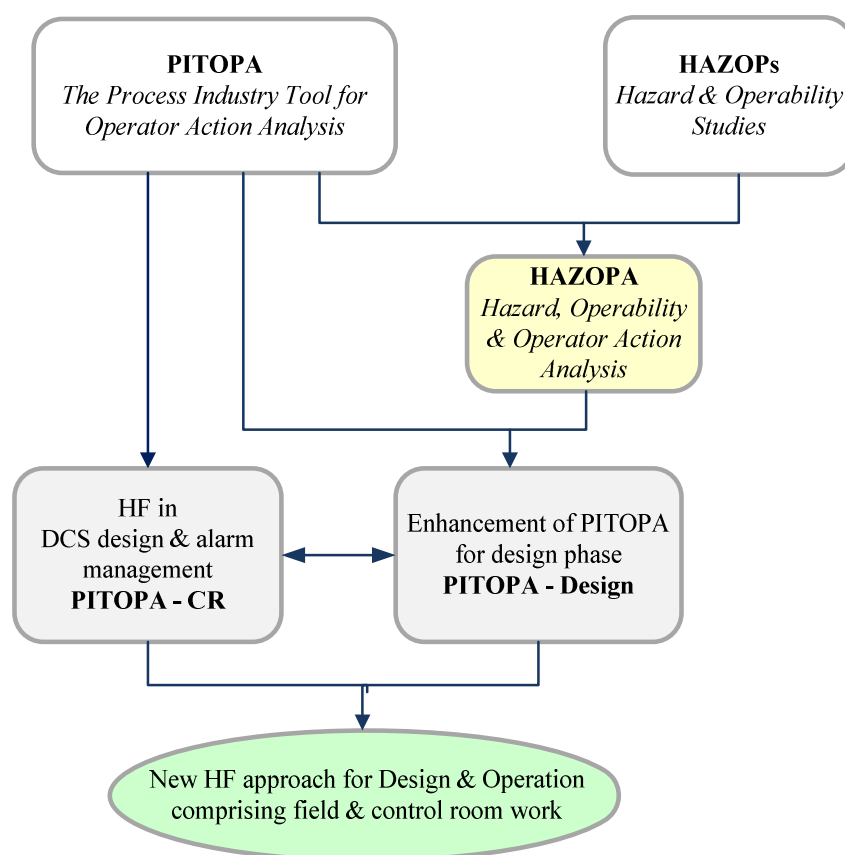 PITOPA
The Process Industry Tool for
Operator Action Analysis
HAZOPs
Hazard & Operability
Studies
HAZOPA
Hazard, Operability
& Operator Action
Analysis
HF in
DCS design & alarm
management
PITOPA - CR
Enhancement of PITOPA
for design phase
PITOPA - Design
New HF approach for Design & Operation
comprising field & control room work